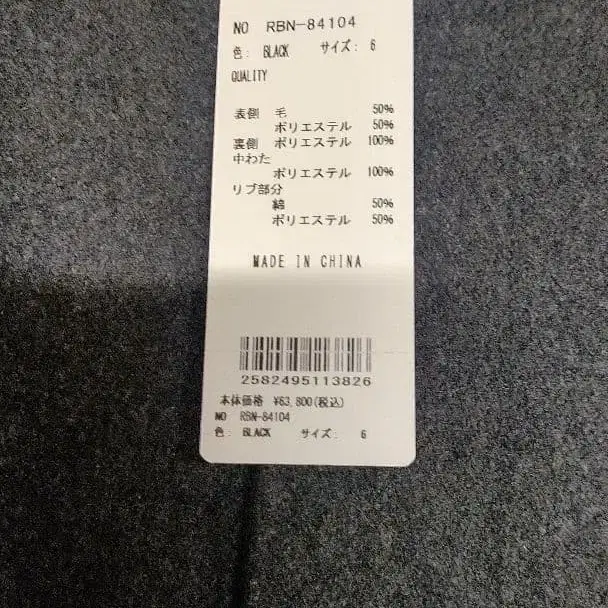 NO RBN-84104
色: BLACK サイズ: 6
QUALITY
表側 毛 50%
ポリエステル 50%
裏側 ポリエステル 100%
中わた
ポリエステル 100%
リブ部分
綿 50%
ポリエステル 50%
MADE IN CHINA
2582495113826
本体価格 ¥63,800(税込)
NO RBN-84104
色: BLACK サイズ: 6